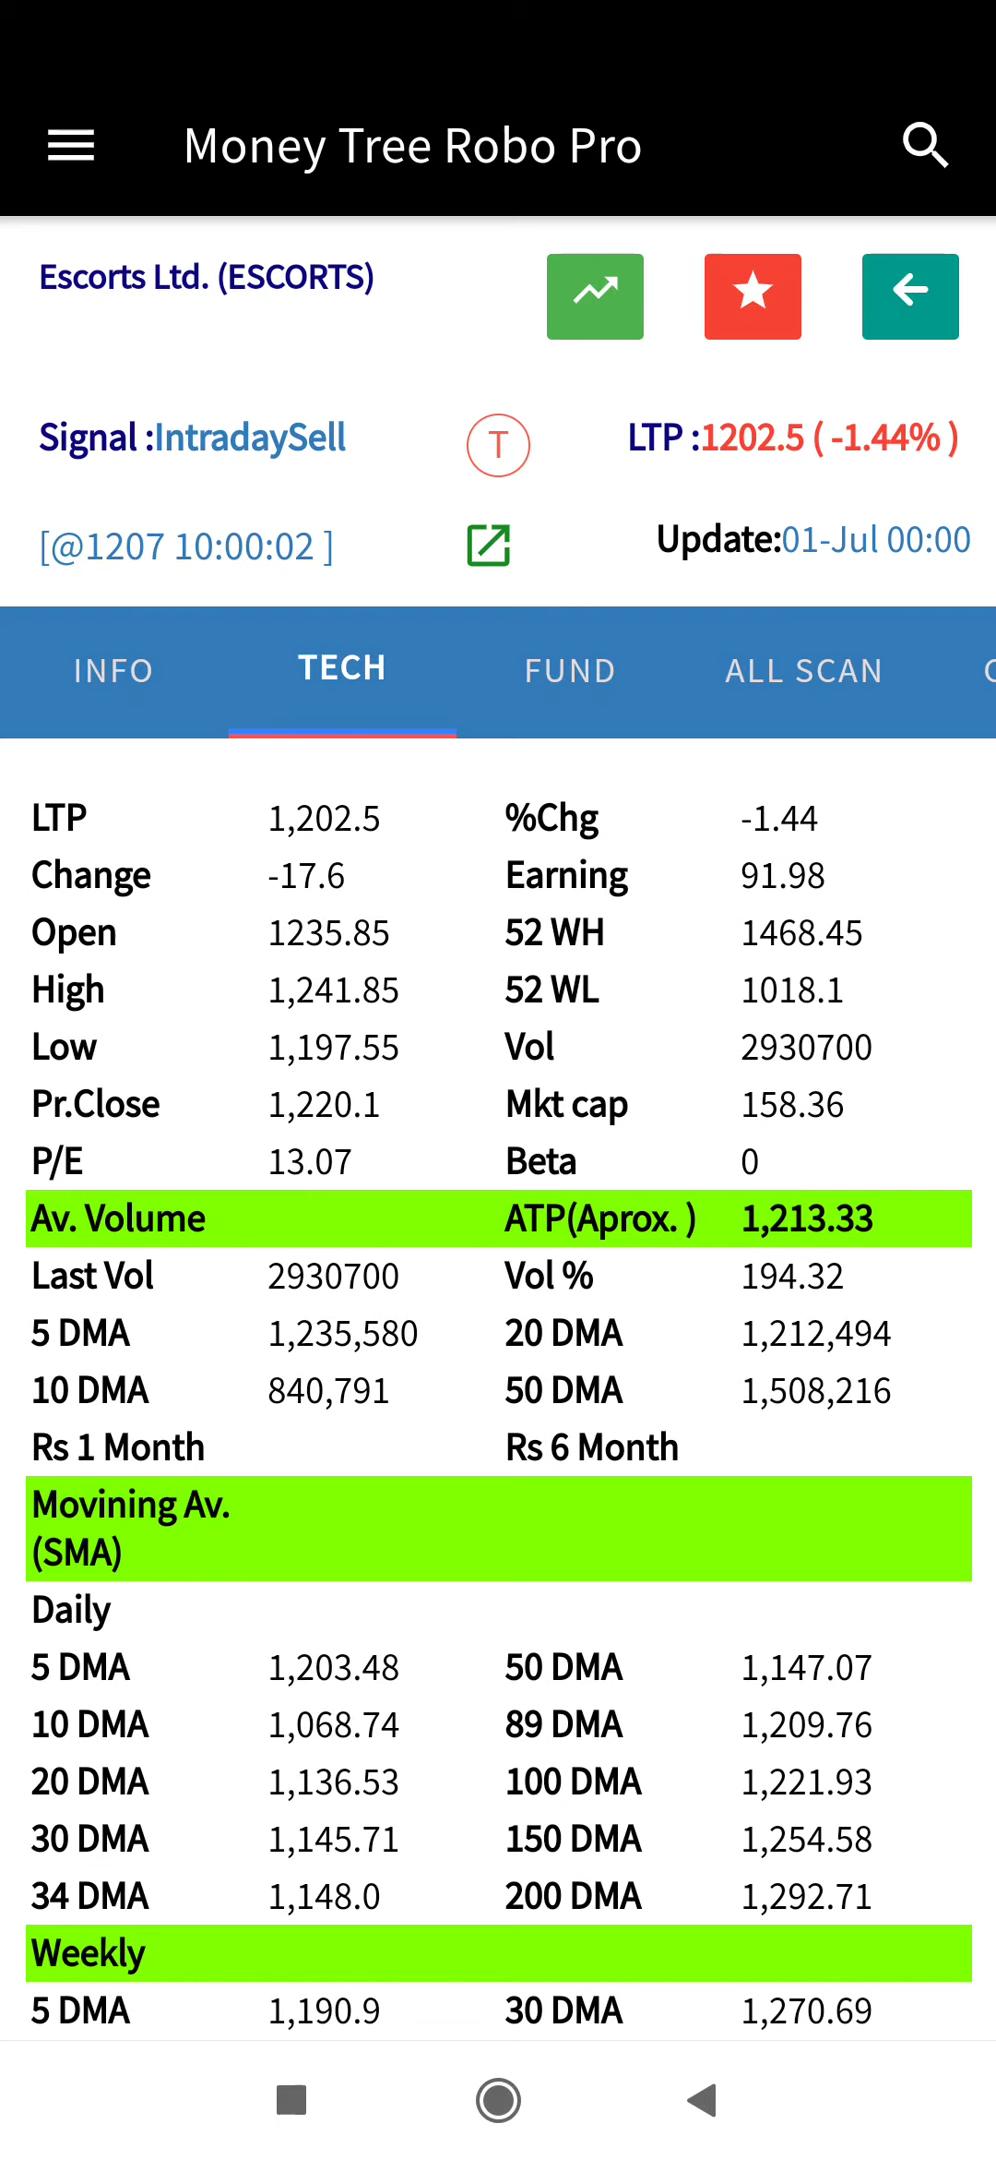 Money Tree Robo Pro
Escorts Ltd. (ESCORTS)
Signal :IntradaySell T LTP :1202.5 ( -1.44% )
[@1207 10:00:02 ] Update:01-Jul 00:00
INFO TECH FUND ALL SCAN
LTP 1,202.5 %Chg -1.44
Change -17.6 Earning 91.98
Open 1235.85 52 WH 1468.45
High 1,241.85 52 WL 1018.1
Low 1,197.55 Vol 2930700
Pr.Close 1,220.1 Mkt cap 158.36
P/E 13.07 Beta 0
Av. Volume ATP(Aprox. ) 1,213.33
Last Vol 2930700 Vol % 194.32
5 DMA 1,235,580 20 DMA 1,212,494
10 DMA 840,791 50 DMA 1,508,216
Rs 1 Month Rs 6 Month
Movining Av.
(SMA)
Daily
5 DMA 1,203.48 50 DMA 1,147.07
10 DMA 1,068.74 89 DMA 1,209.76
20 DMA 1,136.53 100 DMA 1,221.93
30 DMA 1,145.71 150 DMA 1,254.58
34 DMA 1,148.0 200 DMA 1,292.71
Weekly
5 DMA 1,190.9 30 DMA 1,270.69